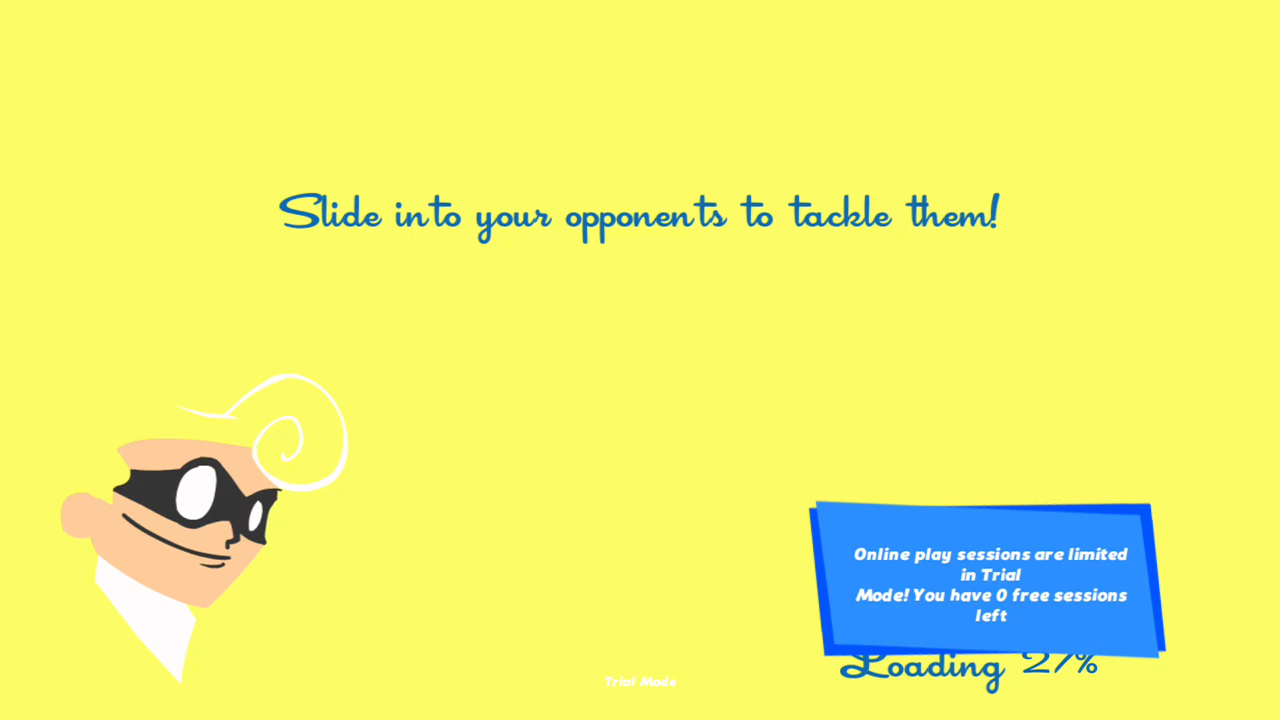 Slide into your opponents to tackle them!
Online play sessions are limited
in Trial
Mode! You have 0 free sessions
left
Loading 27%
Trial Mode